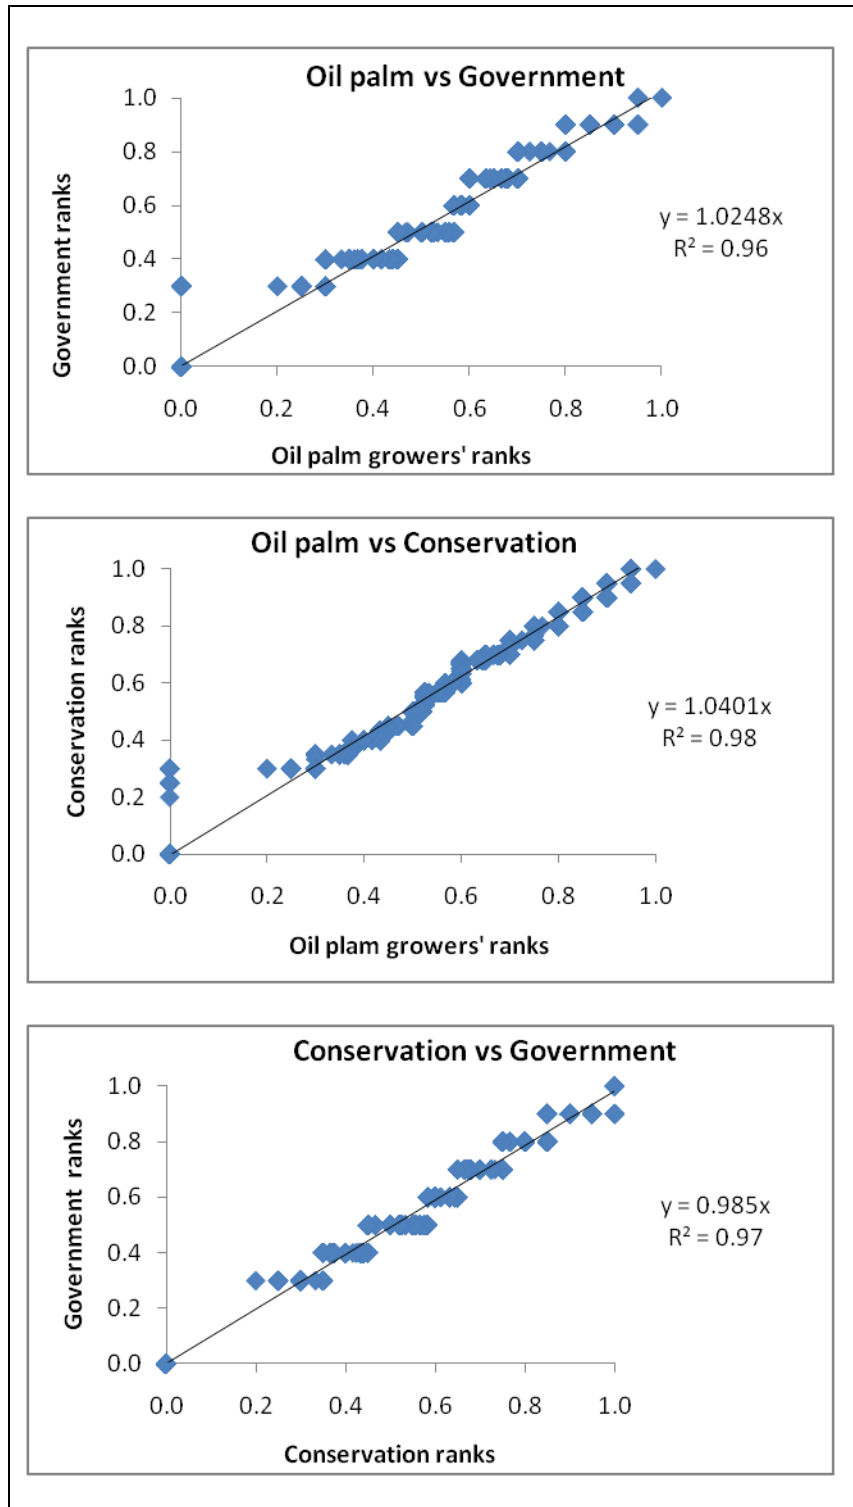 Oil palm vs Government
1.0
0.8
0.6
0.4
0.2
0.0
Government ranks
y = 1.0248x
R² = 0.96
0.0 0.2 0.4 0.6 0.8 1.0
Oil palm growers' ranks
Oil palm vs Conservation
1.0
0.8
0.6
0.4
0.2
0.0
Conservation ranks
y = 1.0401x
R² = 0.98
0.0 0.2 0.4 0.6 0.8 1.0
Oil plam growers' ranks
Conservation vs Government
1.0
0.8
0.6
0.4
0.2
0.0
Government ranks
y = 0.985x
R² = 0.97
0.0 0.2 0.4 0.6 0.8 1.0
Conservation ranks